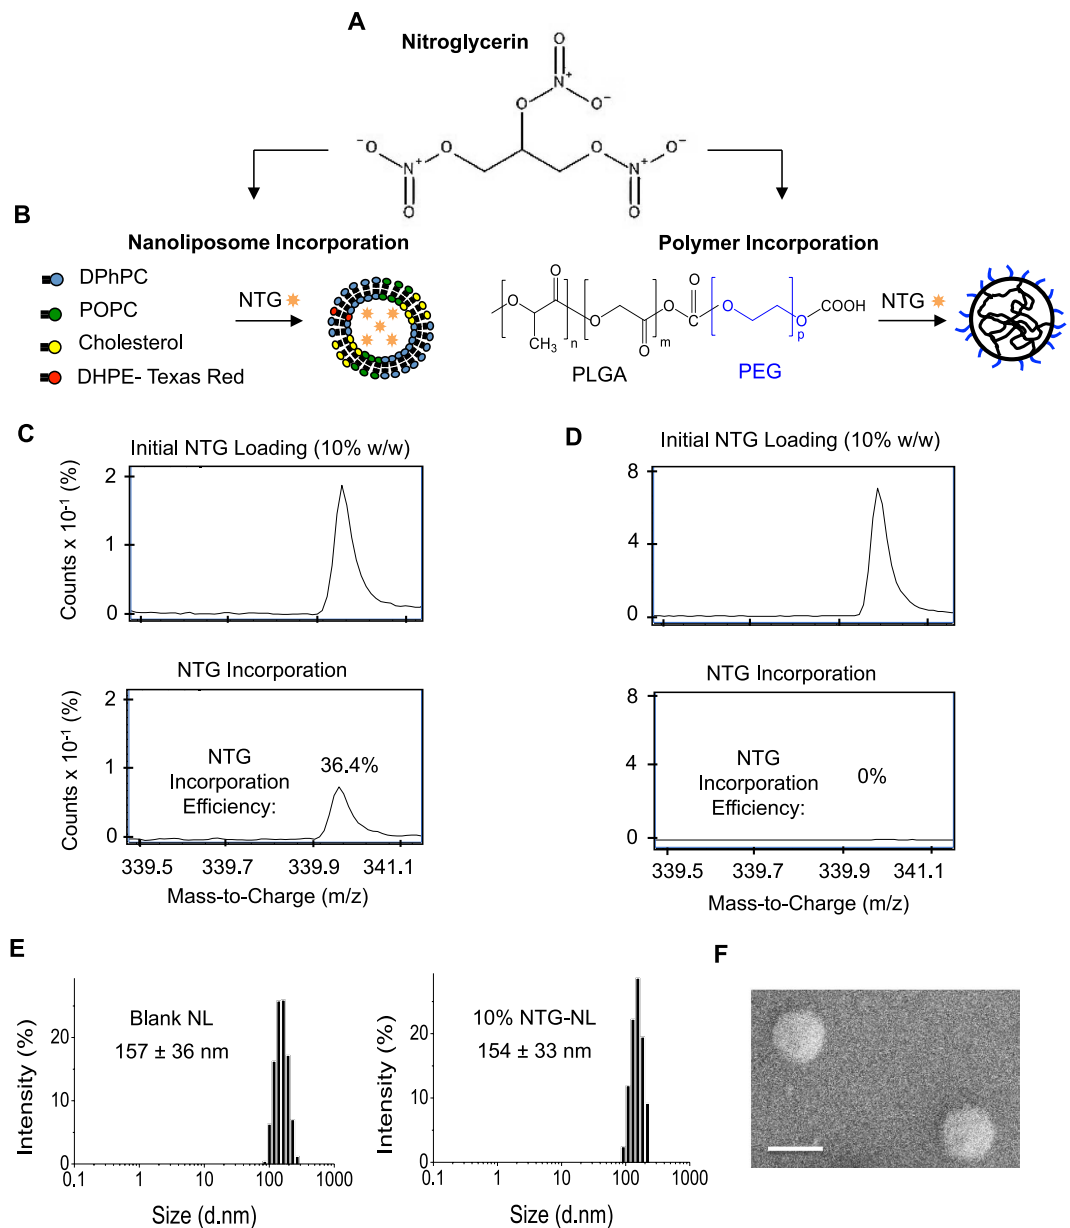 A
Nitroglycerin
O
N⁺
O
O⁻
⁻O
N⁺
O
O
O
N⁺
O⁻
O
B
Nanoliposome Incorporation
DPhPC
POPC
Cholesterol
DHPE- Texas Red
NTG
Polymer Incorporation
O
O
CH₃
n
O
O
m
O
O
O
p
O
COOH
PLGA
PEG
NTG
C
Initial NTG Loading (10% w/w)
Counts x 10⁻¹ (%)
2
1
0
NTG Incorporation
Counts x 10⁻¹ (%)
2
1
0
NTG
Incorporation
Efficiency:
36.4%
339.5 339.7 339.9 341.1
Mass-to-Charge (m/z)
D
Initial NTG Loading (10% w/w)
8
4
0
NTG Incorporation
8
4
0
NTG
Incorporation
Efficiency:
0%
339.5 339.7 339.9 341.1
Mass-to-Charge (m/z)
E
Intensity (%)
20
10
0
Blank NL
157 ± 36 nm
0.1 1 10 100 1000
Size (d.nm)
Intensity (%)
20
10
0
10% NTG-NL
154 ± 33 nm
0.1 1 10 100 1000
Size (d.nm)
F